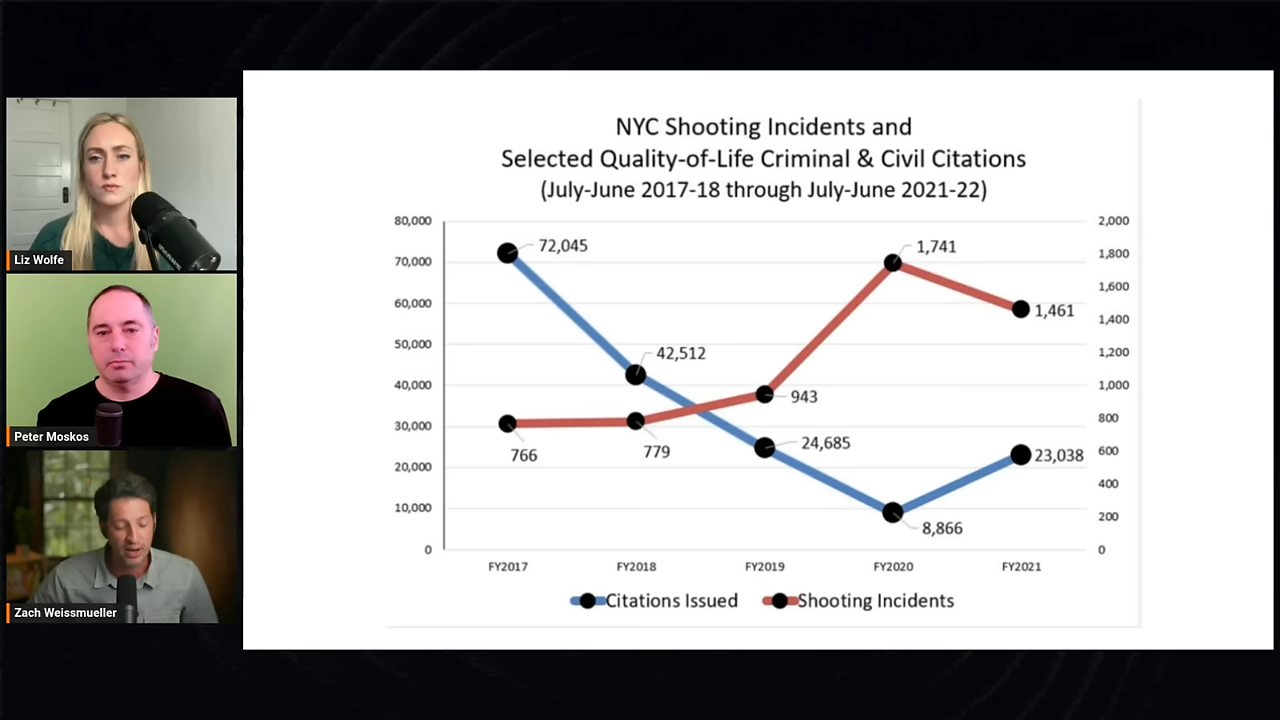 Liz Wolfe
Peter Moskos
Zach Weissmueller
NYC Shooting Incidents and
Selected Quality-of-Life Criminal & Civil Citations
(July-June 2017-18 through July-June 2021-22)
80,000
70,000
60,000
50,000
40,000
30,000
20,000
10,000
0
2,000
1,800
1,600
1,400
1,200
1,000
800
600
400
200
0
72,045
42,512
24,685
8,866
23,038
766
779
943
1,741
1,461
FY2017
FY2018
FY2019
FY2020
FY2021
Citations Issued
Shooting Incidents